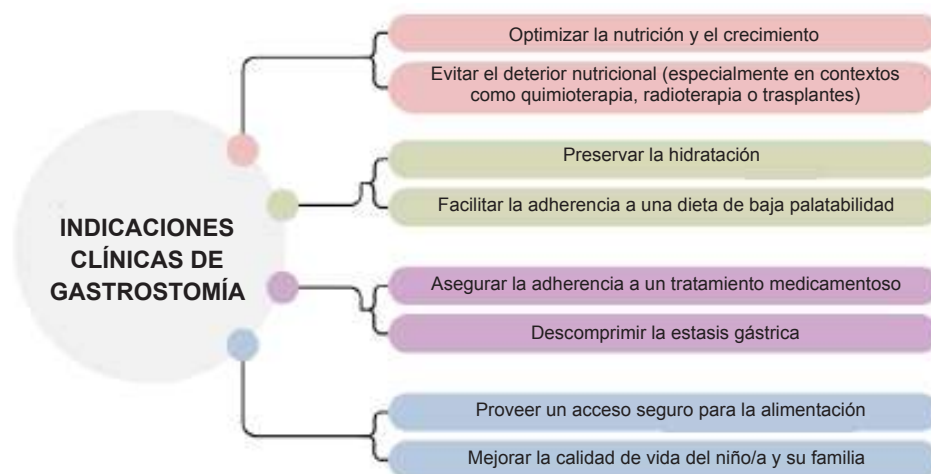 INDICACIONES
CLÍNICAS DE
GASTROSTOMÍA
Optimizar la nutrición y el crecimiento
Evitar el deterior nutricional (especialmente en contextos
como quimioterapia, radioterapia o trasplantes)
Preservar la hidratación
Facilitar la adherencia a una dieta de baja palatabilidad
Asegurar la adherencia a un tratamiento medicamentoso
Descomprimir la estasis gástrica
Proveer un acceso seguro para la alimentación
Mejorar la calidad de vida del niño/a y su familia